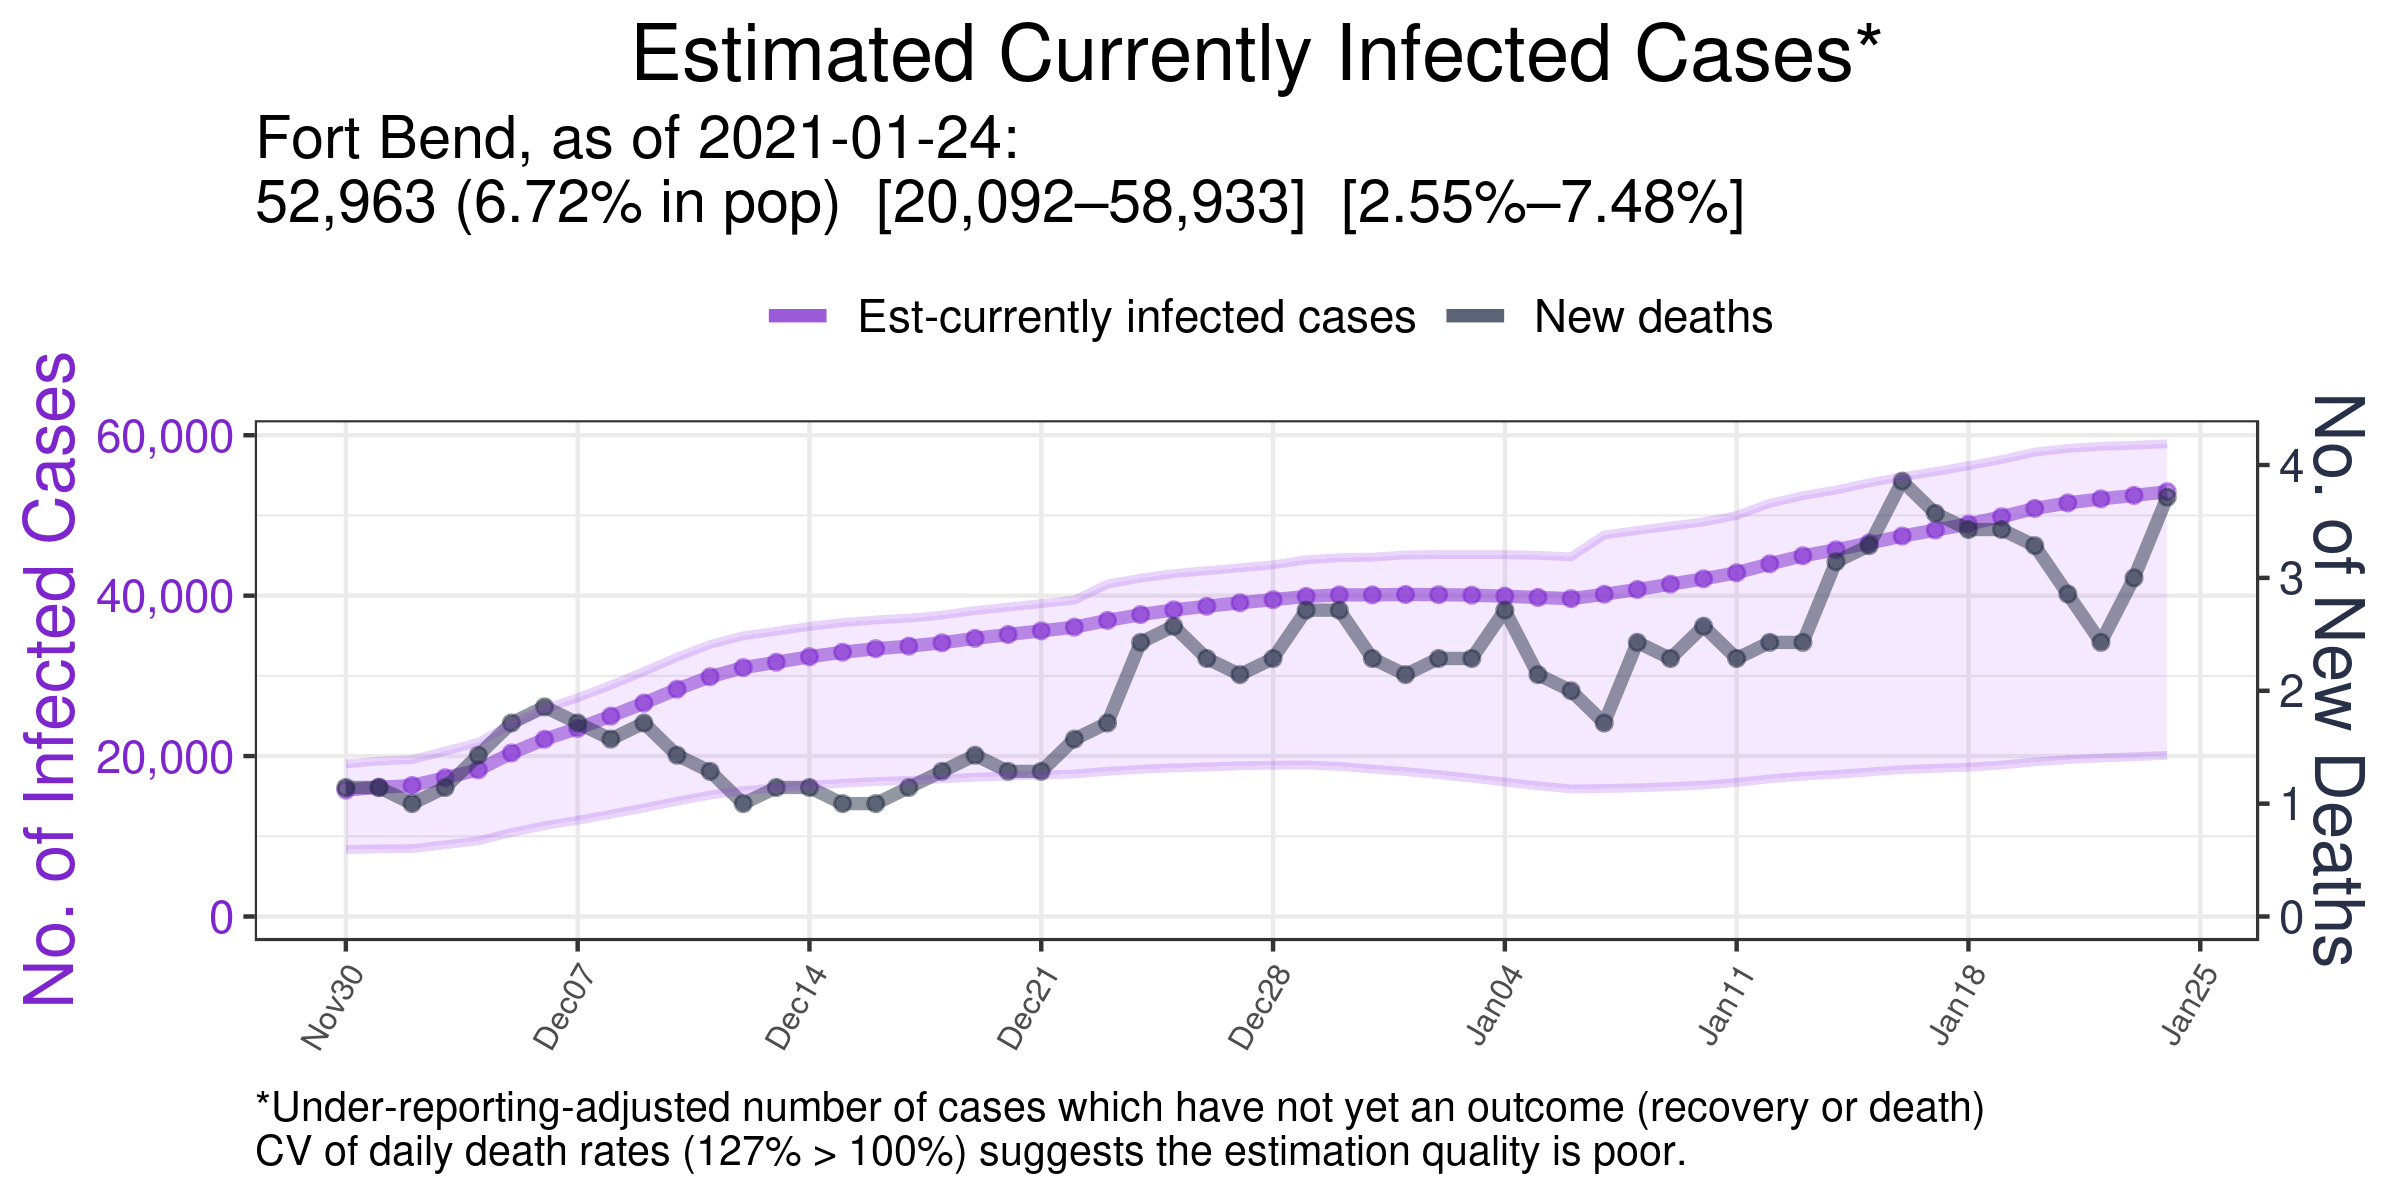 Estimated Currently Infected Cases*
Fort Bend, as of 2021-01-24:
52,963 (6.72% in pop)  [20,092–58,933]  [2.55%–7.48%]
Est-currently infected cases
New deaths
No. of Infected Cases
60,000
40,000
20,000
0
No. of New Deaths
4
3
2
1
0
Nov30
Dec07
Dec14
Dec21
Dec28
Jan04
Jan11
Jan18
Jan25
*Under-reporting-adjusted number of cases which have not yet an outcome (recovery or death)
CV of daily death rates (127% > 100%) suggests the estimation quality is poor.